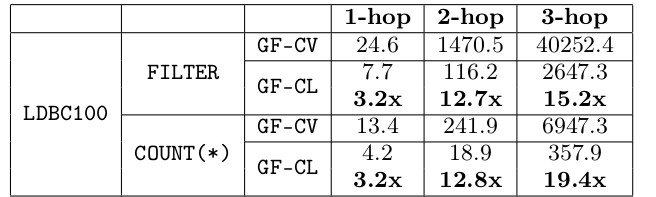 1-hop 2-hop 3-hop
LDBC100 FILTER GF-CV 24.6 1470.5 40252.4
GF-CL 7.7 116.2 2647.3
3.2x 12.7x 15.2x
COUNT(*) GF-CV 13.4 241.9 6947.3
GF-CL 4.2 18.9 357.9
3.2x 12.8x 19.4x